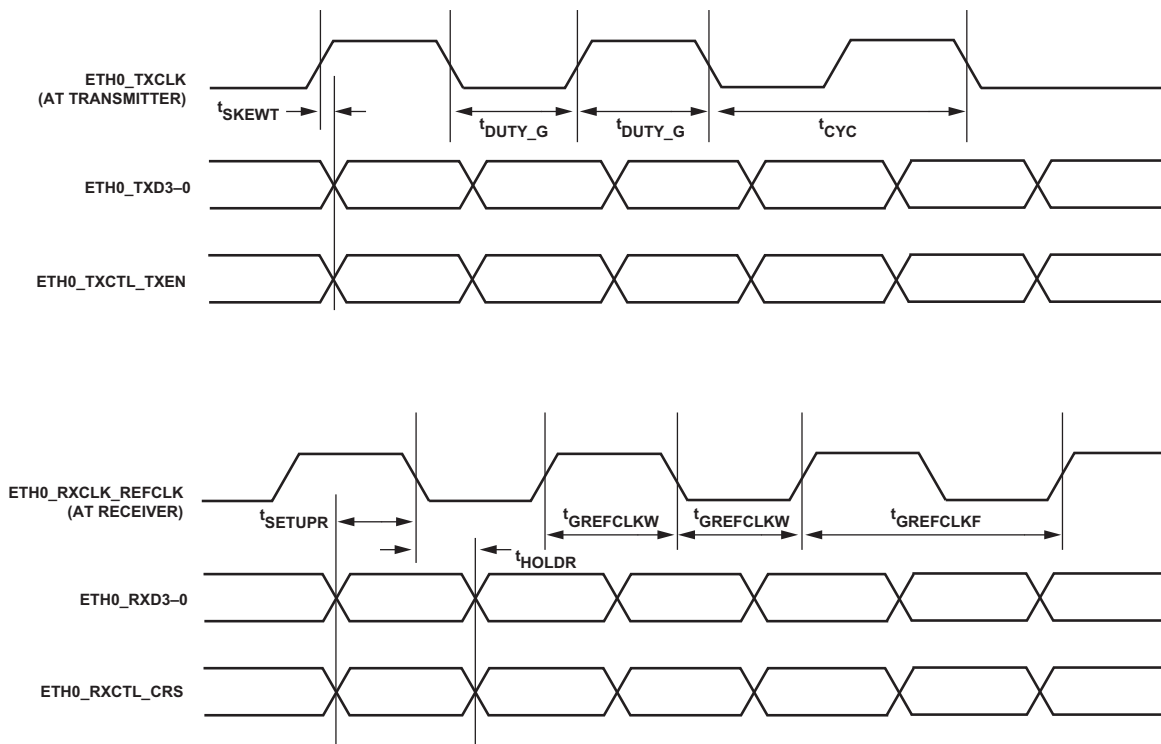 ETH0_TXCLK
(AT TRANSMITTER)
tSKEWT
tDUTY_G
tDUTY_G
tCYC
ETH0_TXD3–0
ETH0_TXCTL_TXEN
ETH0_RXCLK_REFCLK
(AT RECEIVER)
tSETUPR
tGREFCLKW
tGREFCLKW
tGREFCLKF
tHOLDR
ETH0_RXD3–0
ETH0_RXCTL_CRS